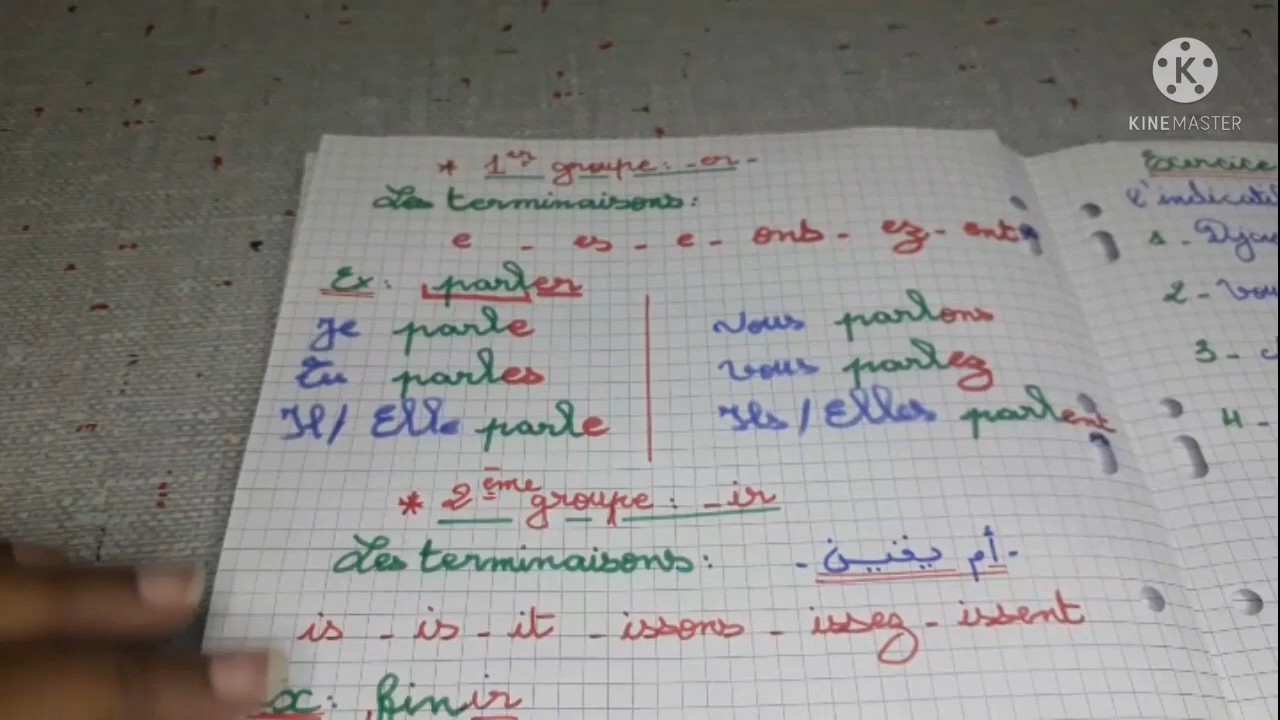 KINEMASTER
* 1er groupe : -er-
Les terminaisons :
e - es - e - ons - ez - ent
Ex : parler
Je parle
Tu parles
Il / Elle parle
Nous parlons
Vous parlez
Ils / Elles parlent
* 2ème groupe : -ir
Les terminaisons :
- أم يفنين -
is - is - it - issons - issez - issent
Ex : Finir
Exercice
l'indicatif
1 -
2 - Vou
3 -
4 -